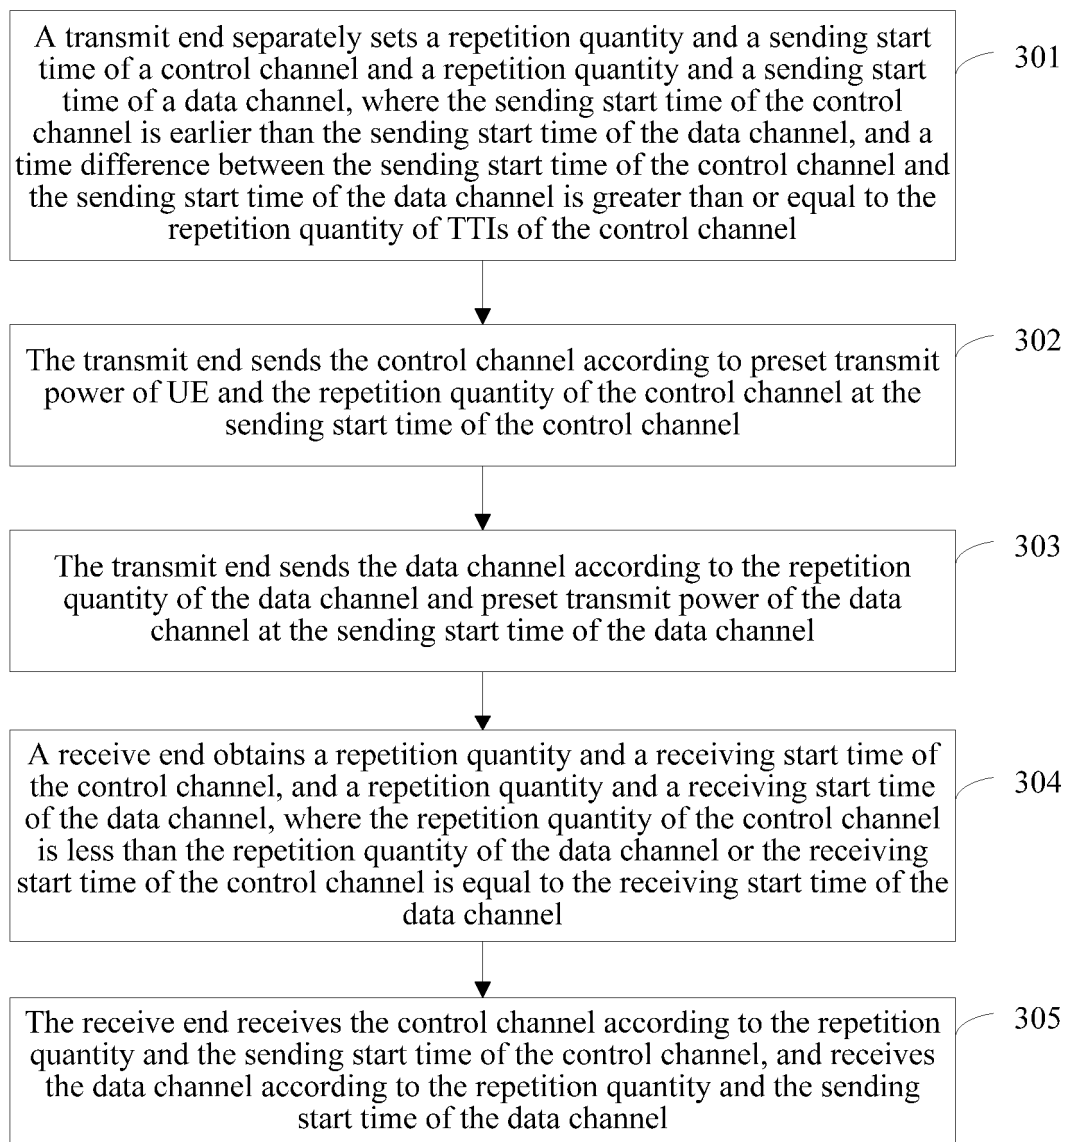 A transmit end separately sets a repetition quantity and a sending start
time of a control channel and a repetition quantity and a sending start
time of a data channel, where the sending start time of the control
channel is earlier than the sending start time of the data channel, and a
time difference between the sending start time of the control channel and
the sending start time of the data channel is greater than or equal to the
repetition quantity of TTIs of the control channel
301
The transmit end sends the control channel according to preset transmit
power of UE and the repetition quantity of the control channel at the
sending start time of the control channel
302
The transmit end sends the data channel according to the repetition
quantity of the data channel and preset transmit power of the data
channel at the sending start time of the data channel
303
A receive end obtains a repetition quantity and a receiving start time of
the control channel, and a repetition quantity and a receiving start time
of the data channel, where the repetition quantity of the control channel
is less than the repetition quantity of the data channel or the receiving
start time of the control channel is equal to the receiving start time of the
data channel
304
The receive end receives the control channel according to the repetition
quantity and the sending start time of the control channel, and receives
the data channel according to the repetition quantity and the sending
start time of the data channel
305